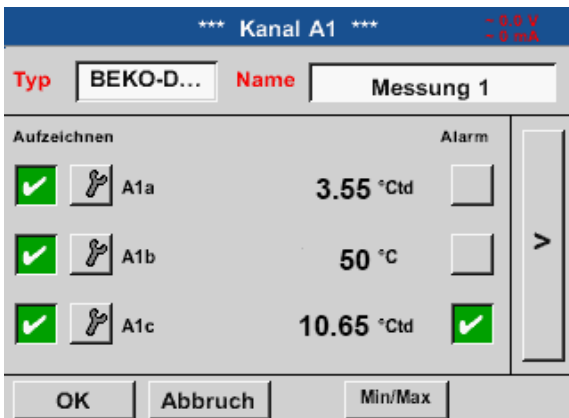 *** Kanal A1 ***
~ 0.0 V
~ 0 mA
Typ BEKO-D... Name Messung 1
Aufzeichnen Alarm
A1a 3.55 °Ctd
A1b 50 °C
A1c 10.65 °Ctd
>
OK Abbruch Min/Max